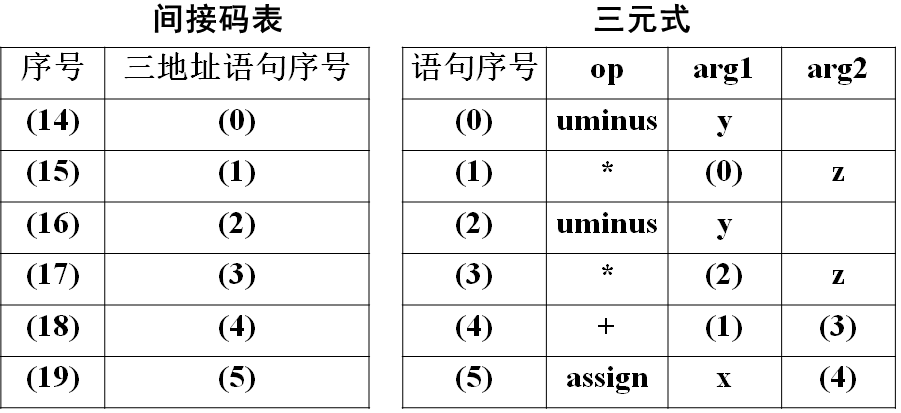 间接码表 三元式
序号 三地址语句序号 语句序号 op arg1 arg2
(14) (0) (0) uminus y
(15) (1) (1) * (0) z
(16) (2) (2) uminus y
(17) (3) (3) * (2) z
(18) (4) (4) + (1) (3)
(19) (5) (5) assign x (4)